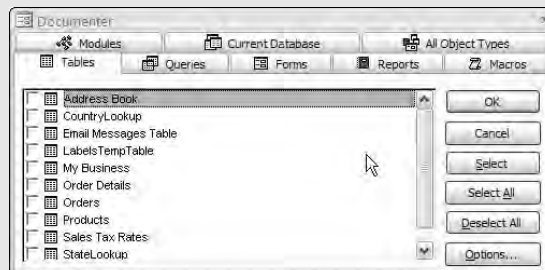 Documenter
Modules Current Database All Object Types
Tables Queries Forms Reports Macros
Address Book
CountryLookup
Email Messages Table
LabelsTempTable
My Business
Order Details
Orders
Products
Sales Tax Rates
StateLookup
OK
Cancel
Select
Select All
Deselect All
Options...